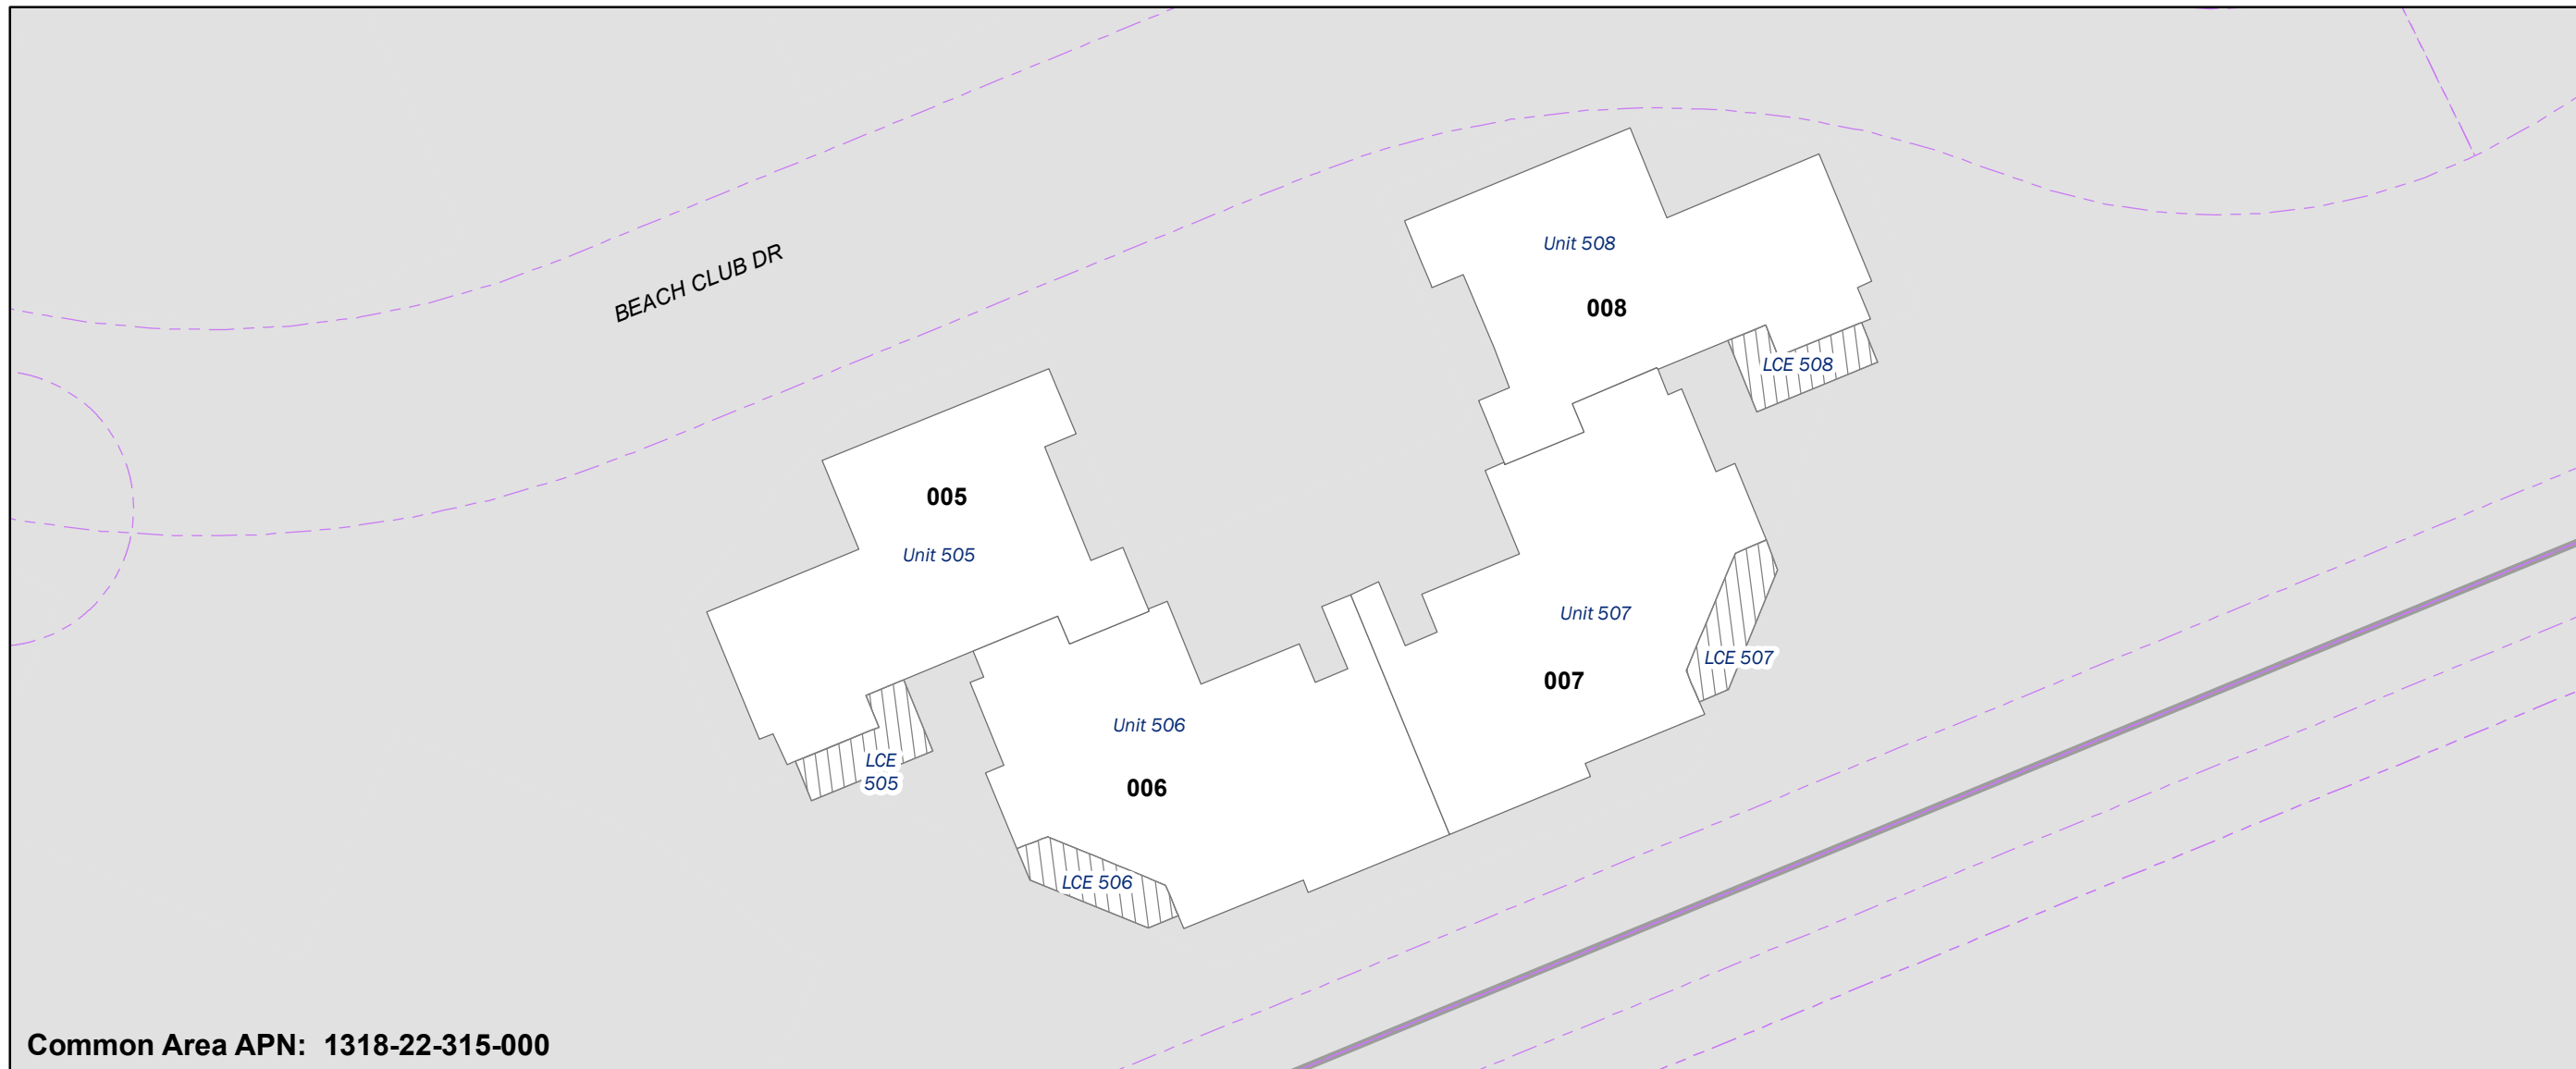 Unit 508
BEACH CLUB DR
008
LCE 508
005
Unit 505
Unit 507
LCE 507
007
Unit 506
LCE
505
006
LCE 506
Common Area APN: 1318-22-315-000